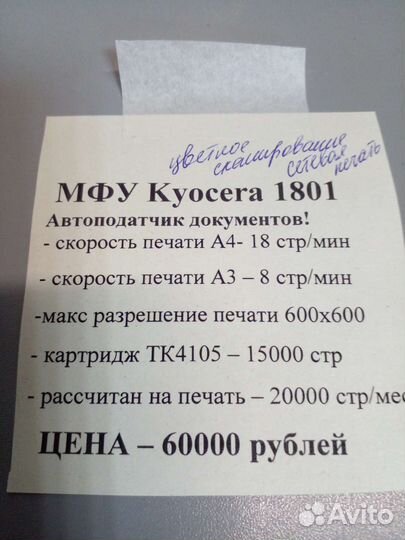 цветное
сканирование
сетевая
печать
МФУ Kyocera 1801
Автоподатчик документов!
- скорость печати А4- 18 стр/мин
- скорость печати А3 – 8 стр/мин
-макс разрешение печати 600х600
- картридж ТК4105 – 15000 стр
- рассчитан на печать – 20000 стр/мес
ЦЕНА – 60000 рублей
Avito